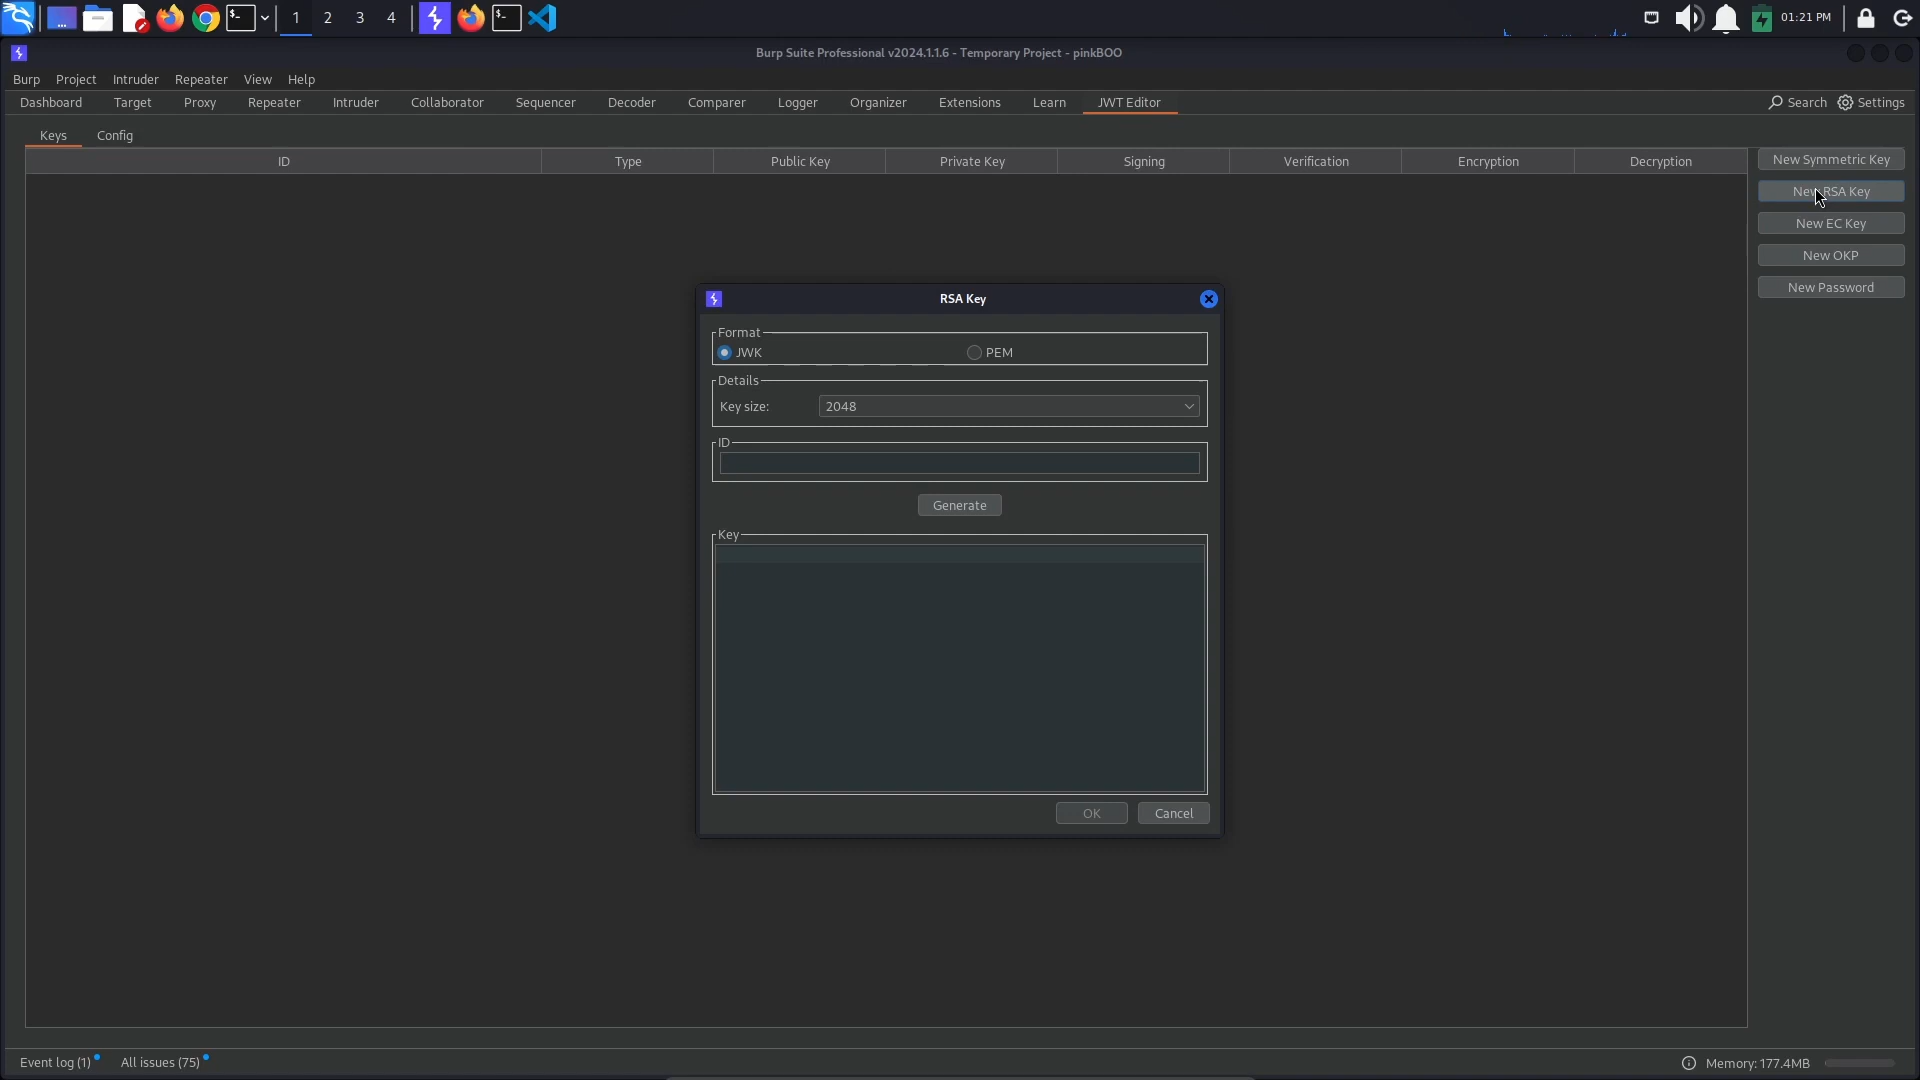 1 2 3 4 01:21 PM
Burp Suite Professional v2024.1.1.6 - Temporary Project - pinkBOO
Burp Project Intruder Repeater View Help
Dashboard Target Proxy Repeater Intruder Collaborator Sequencer Decoder Comparer Logger Organizer Extensions Learn JWT Editor Search Settings
Keys Config
ID Type Public Key Private Key Signing Verification Encryption Decryption
New Symmetric Key
New RSA Key
New EC Key
New OKP
New Password
RSA Key
Format
JWK PEM
Details
Key size: 2048
ID
Generate
Key
OK Cancel
Event log (1) All issues (75) Memory: 177.4MB